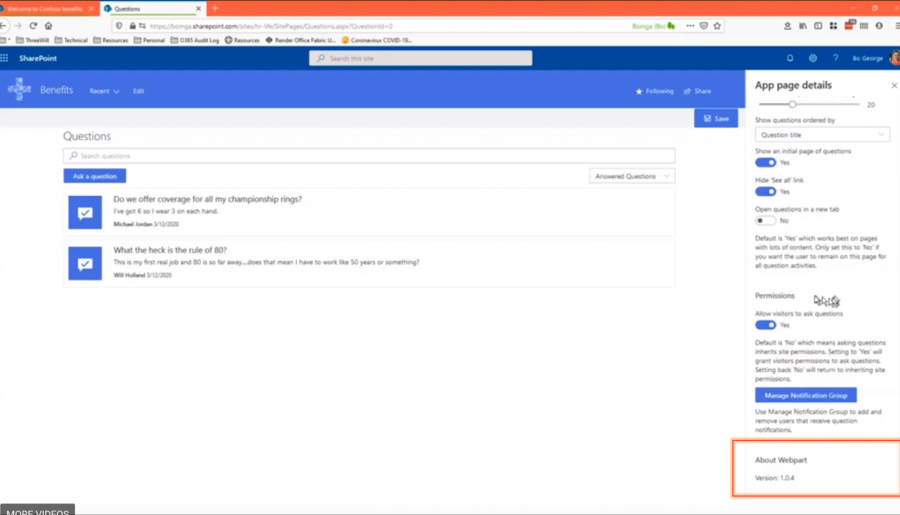 Welcome to Contoso benefits
Questions
https://bomga.sharepoint.com/sites/hr-life/SitePages/Questions.aspx?QuestionId=0
Bomga (Bo)
ThreeWill
Technical
Resources
Personal
O365 Audit Log
Resources
Render Office Fabric U...
Coronavirus COVID-19...
SharePoint
Search this site
Bo George
Benefits
Recent
Edit
Following
Share
Save
Questions
Search questions
Ask a question
Answered Questions
Do we offer coverage for all my championship rings?
I've got 6 so I wear 3 on each hand.
Michael Jordan 3/12/2020
What the heck is the rule of 80?
This is my first real job and 80 is so far away....does that mean I have to work like 50 years or something?
Will Holland 3/12/2020
App page details
20
Show questions ordered by
Question title
Show an initial page of questions
Yes
Hide 'See all' link
Yes
Open questions in a new tab
No
Default is 'Yes' which works best on pages
with lots of content. Only set this to 'No' if
you want the user to remain on this page for
all question activities.
Permissions
Allow visitors to ask questions
Yes
Default is 'No' which means asking questions
inherits site permissions. Setting to 'Yes' will
grant visitors permissions to ask questions.
Setting back 'No' will return to inheriting site
permissions.
Manage Notification Group
Use Manage Notification Group to add and
remove users that receive question
notifications.
About Webpart
Version: 1.0.4
MORE VIDEOS